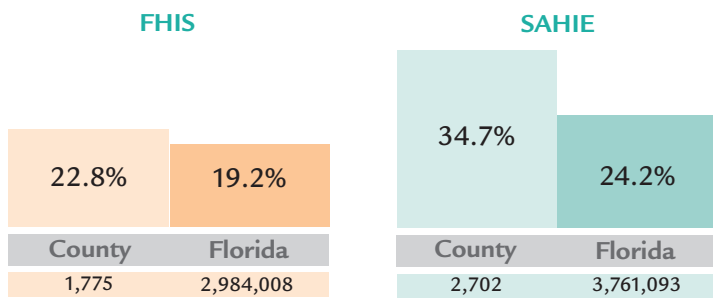 FHIS
22.8% 19.2%
County Florida
1,775 2,984,008
SAHIE
34.7%
24.2%
County Florida
2,702 3,761,093